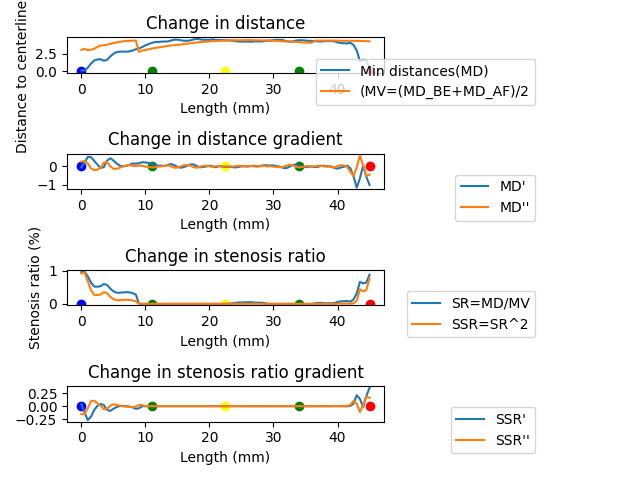 Change in distance
Distance to centerline
2.5
0.0
0 10 20 30 40
Length (mm)
Min distances(MD)
(MV=(MD_BE+MD_AF)/2
Change in distance gradient
0
−1
0 10 20 30 40
Length (mm)
MD'
MD''
Change in stenosis ratio
Stenosis ratio (%)
1
0
0 10 20 30 40
Length (mm)
SR=MD/MV
SSR=SR^2
Change in stenosis ratio gradient
0.25
0.00
−0.25
0 10 20 30 40
Length (mm)
SSR'
SSR''